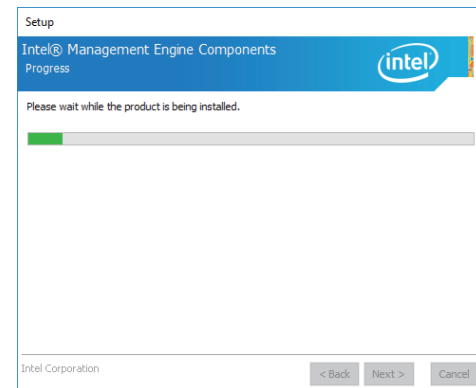 Setup
Intel® Management Engine Components
Progress
intel
Please wait while the product is being installed.
Intel Corporation
< Back
Next >
Cancel